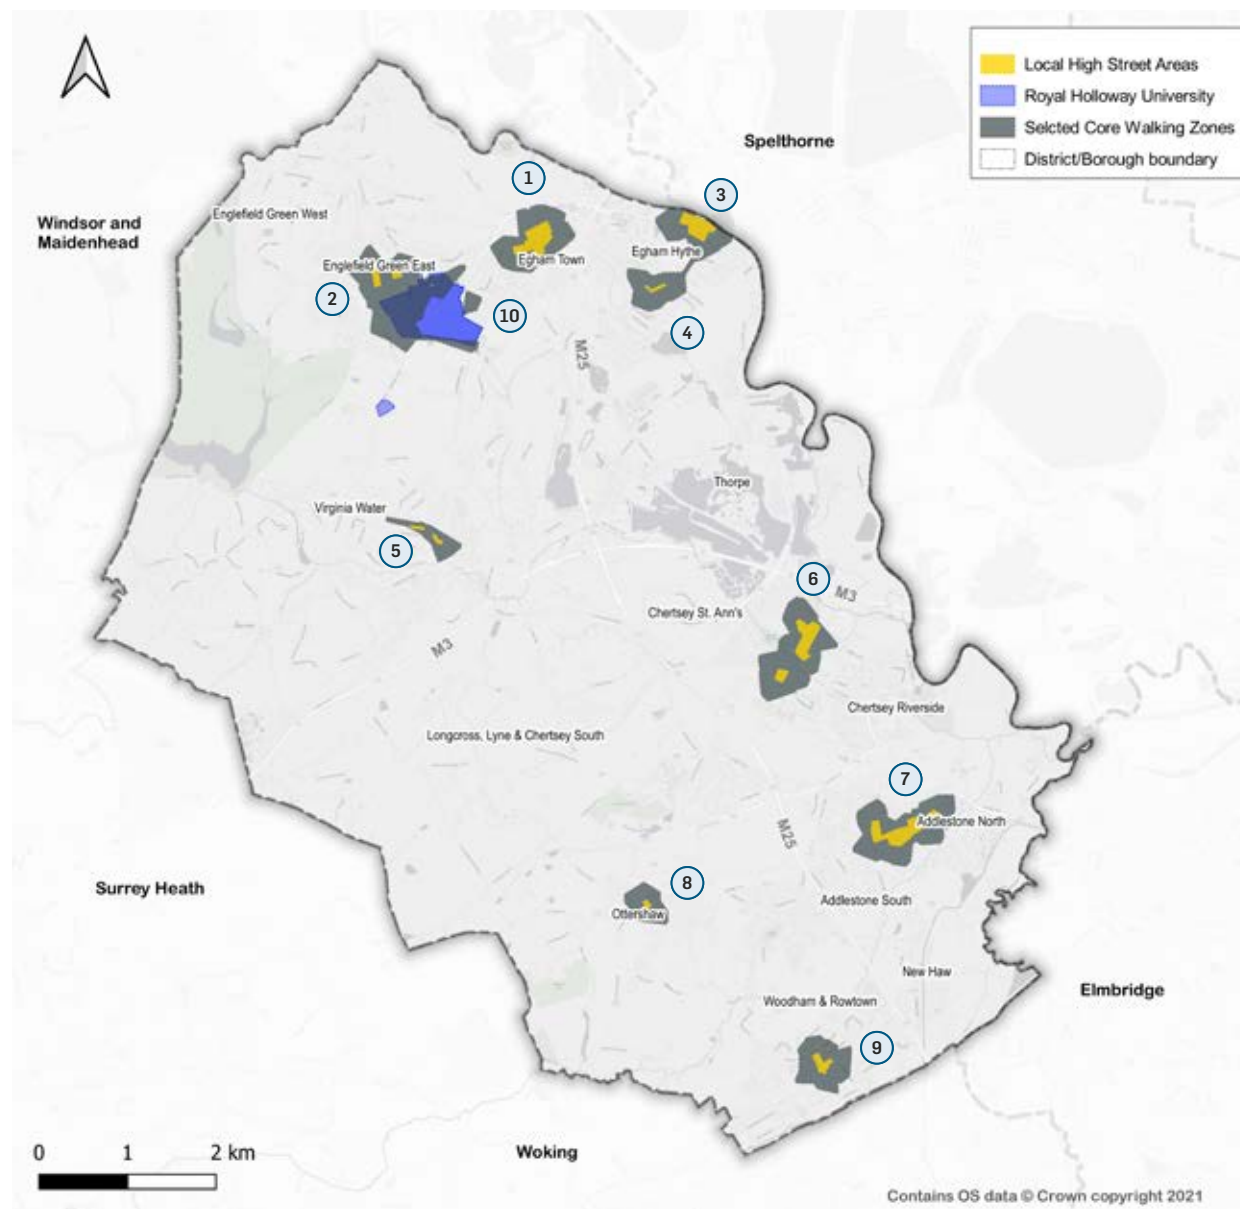 Local High Street Areas
Royal Holloway University
Selcted Core Walking Zones
District/Borough boundary
Spelthorne
1
3
Windsor and
Maidenhead
Englefield Green West
Egham Hythe
Egham Town
Englefield Green East
2
10
4
M25
Thorpe
Virginia Water
5
6
M3
Chertsey St. Ann's
M3
Chertsey Riverside
Longcross, Lyne & Chertsey South
7
Addlestone North
M25
Surrey Heath
8
Ottershaw
Addlestone South
New Haw
Elmbridge
Woodham & Rowtown
9
0 1 2 km
Woking
Contains OS data © Crown copyright 2021